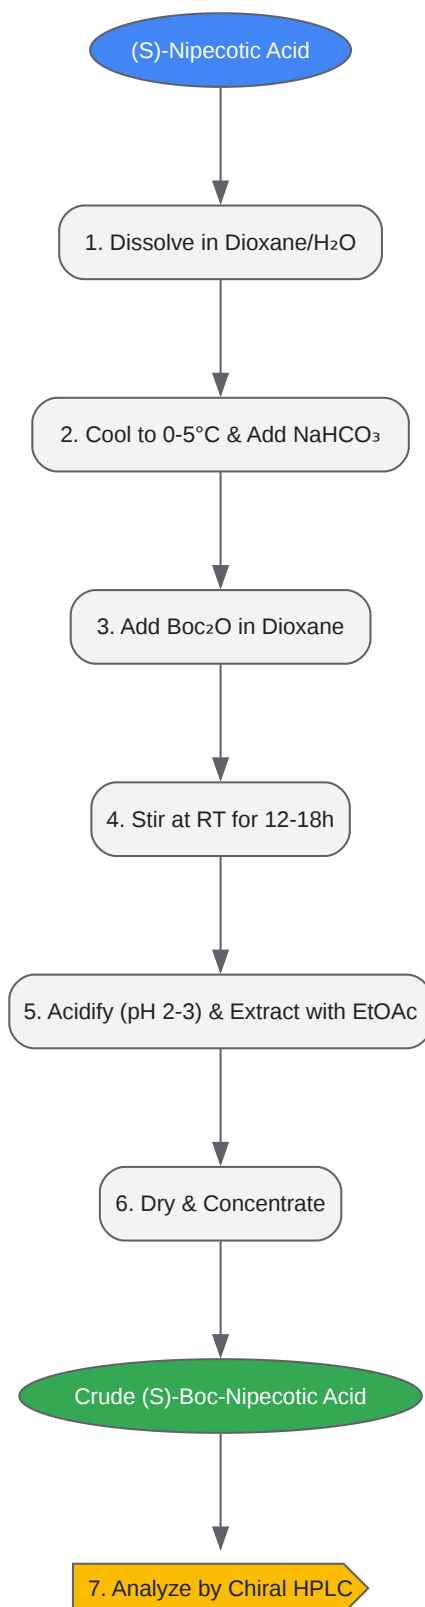 (S)-Nipecotic Acid
1. Dissolve in Dioxane/H₂O
2. Cool to 0-5°C & Add NaHCO₃
3. Add Boc₂O in Dioxane
4. Stir at RT for 12-18h
5. Acidify (pH 2-3) & Extract with EtOAc
6. Dry & Concentrate
Crude (S)-Boc-Nipecotic Acid
7. Analyze by Chiral HPLC